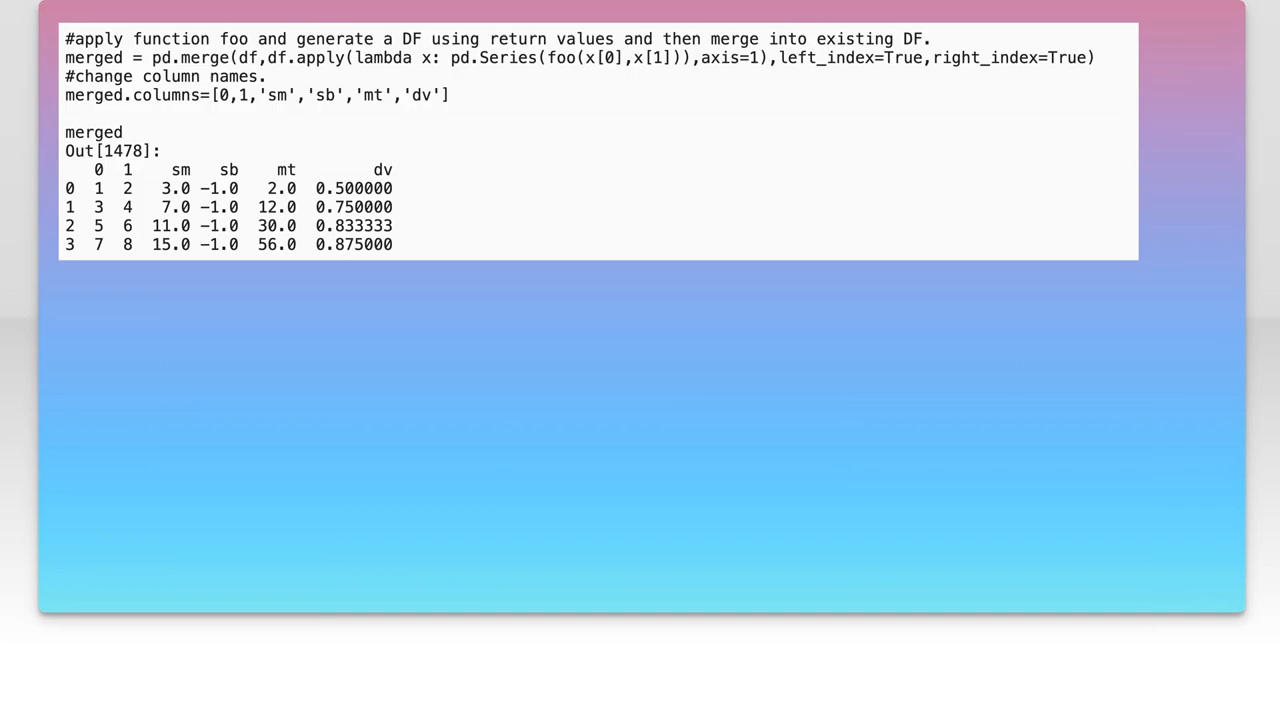 #apply function foo and generate a DF using return values and then merge into existing DF.
merged = pd.merge(df,df.apply(lambda x: pd.Series(foo(x[0],x[1])),axis=1),left_index=True,right_index=True)
#change column names.
merged.columns=[0,1,'sm','sb','mt','dv']
merged
Out[1478]:
   0  1    sm   sb    mt        dv
0  1  2   3.0 −1.0   2.0  0.500000
1  3  4   7.0 −1.0  12.0  0.750000
2  5  6  11.0 −1.0  30.0  0.833333
3  7  8  15.0 −1.0  56.0  0.875000